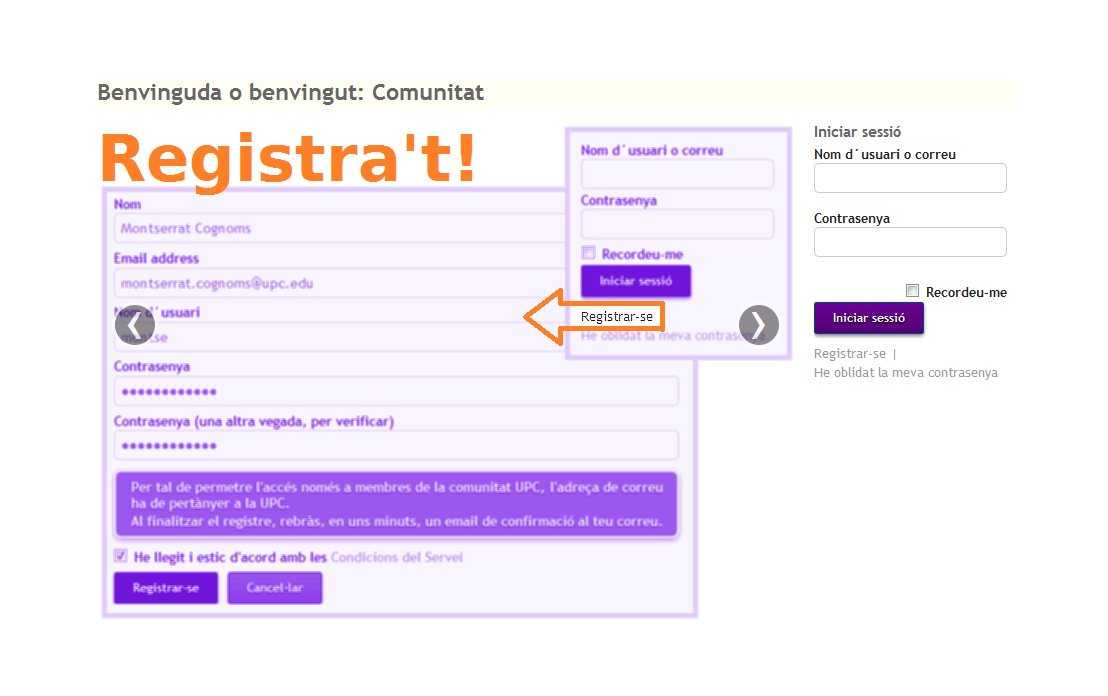 Benvinguda o benvingut: Comunitat
Registra't!
Nom
Montserrat Cognoms
Email address
montserrat.cognoms@upc.edu
Nom d´usuari
montse
Contrasenya
••••••••••••
Contrasenya (una altra vegada, per verificar)
••••••••••••
Per tal de permetre l'accés només a membres de la comunitat UPC, l'adreça de correu
ha de pertànyer a la UPC.
Al finalitzar el registre, rebràs, en uns minuts, un email de confirmació al teu correu.
He llegit i estic d'acord amb les Condicions del Servei
Registrar-se
Cancel·lar
Nom d´usuari o correu
Contrasenya
Recordeu-me
Iniciar sessió
Registrar-se
He oblidat la meva contrasenya
Iniciar sessió
Nom d´usuari o correu
Contrasenya
Recordeu-me
Iniciar sessió
Registrar-se |
He oblidat la meva contrasenya